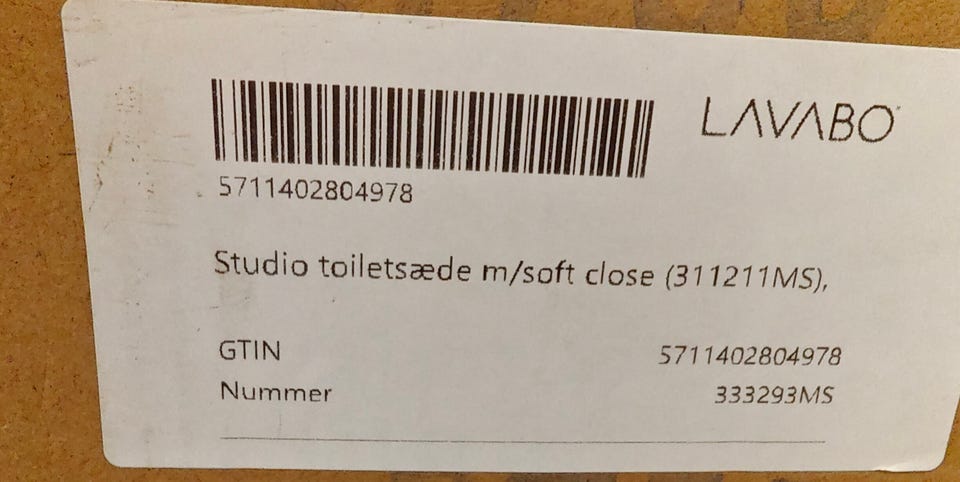 LAVABO
5711402804978
Studio toiletsæde m/soft close (311211MS),
GTIN 5711402804978
Nummer 333293MS